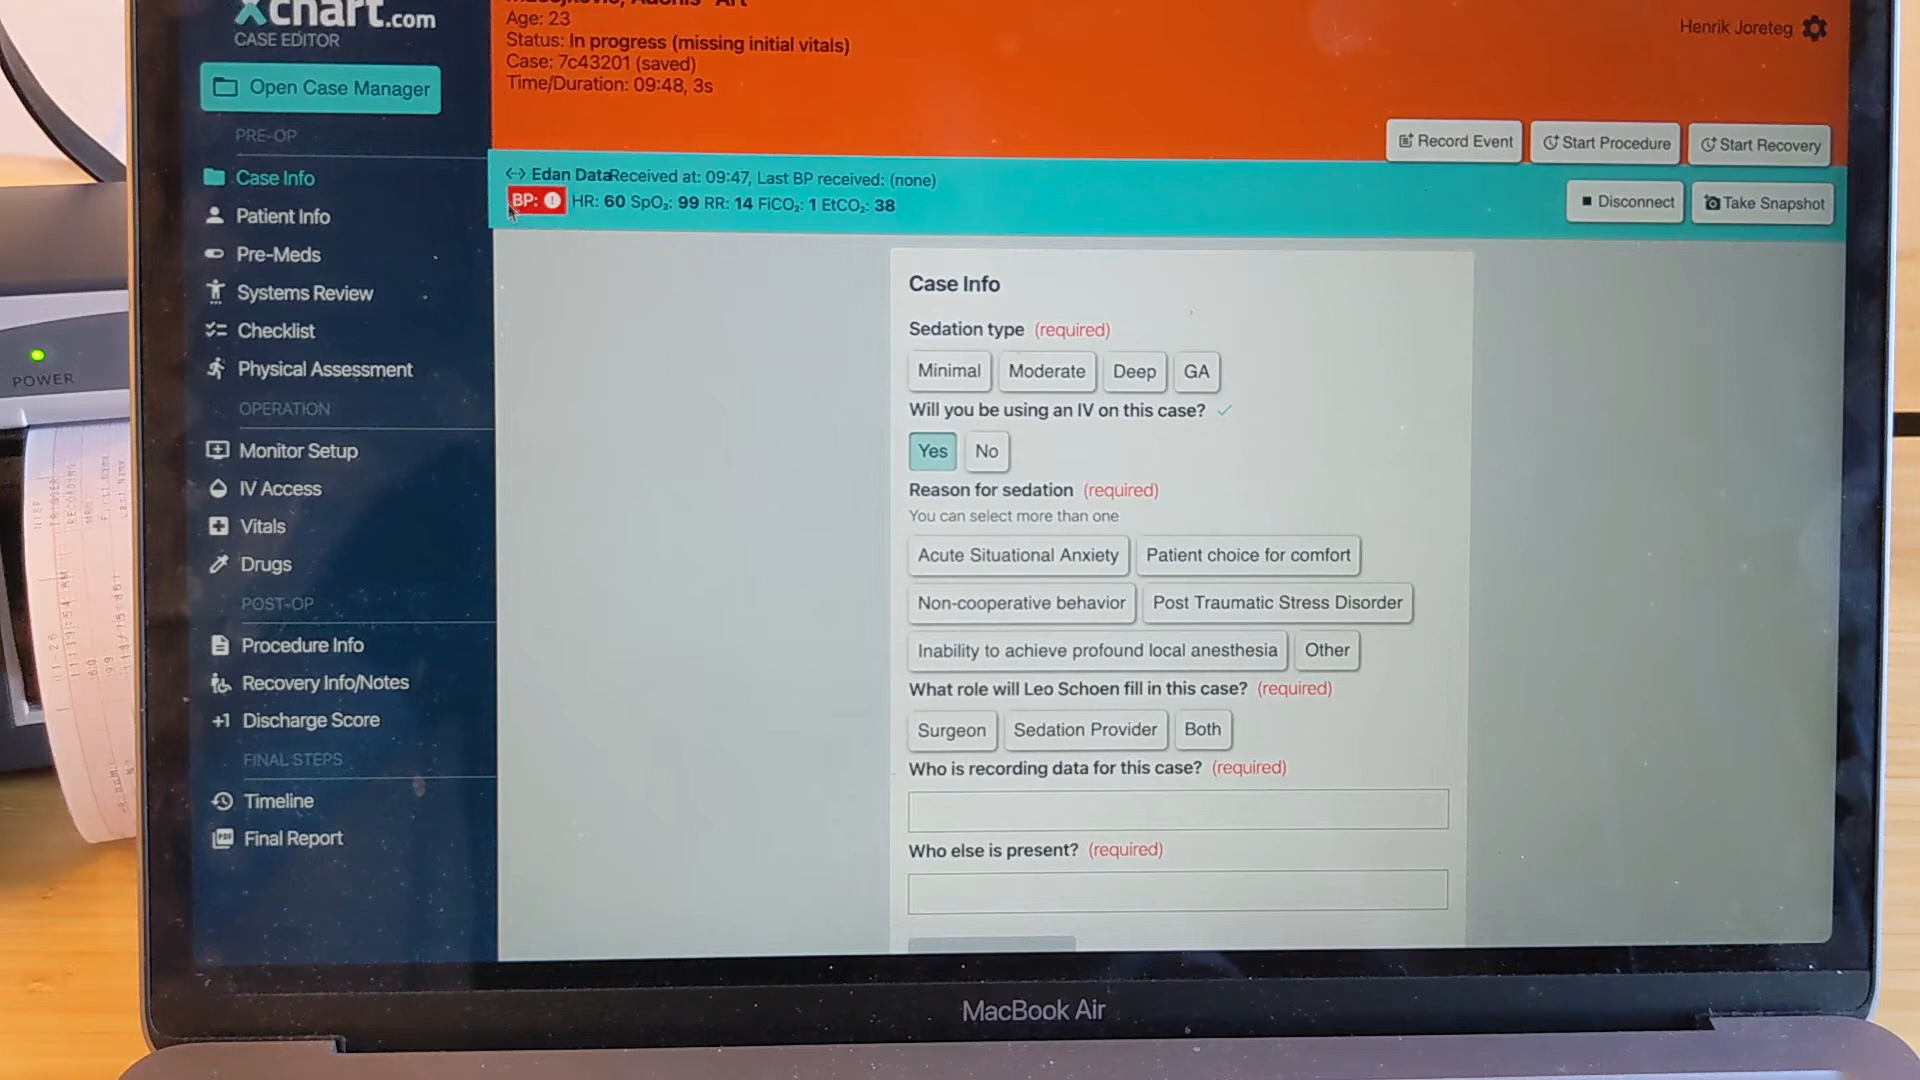 Xchart.com
CASE EDITOR
Open Case Manager
PRE-OP
Case Info
Patient Info
Pre-Meds
Systems Review
Checklist
Physical Assessment
OPERATION
Monitor Setup
IV Access
Vitals
Drugs
POST-OP
Procedure Info
Recovery Info/Notes
+1 Discharge Score
FINAL STEPS
Timeline
PDF Final Report
Age: 23
Status: In progress (missing initial vitals)
Case: 7c43201 (saved)
Time/Duration: 09:48, 3s
Henrik Joreteg
Record Event
Start Procedure
Start Recovery
Edan Data Received at: 09:47, Last BP received: (none)
BP: HR: 60 SpO₂: 99 RR: 14 FiCO₂: 1 EtCO₂: 38
Disconnect
Take Snapshot
Case Info
Sedation type (required)
Minimal Moderate Deep GA
Will you be using an IV on this case?
Yes No
Reason for sedation (required)
You can select more than one
Acute Situational Anxiety Patient choice for comfort
Non-cooperative behavior Post Traumatic Stress Disorder
Inability to achieve profound local anesthesia Other
What role will Leo Schoen fill in this case? (required)
Surgeon Sedation Provider Both
Who is recording data for this case? (required)
Who else is present? (required)
MacBook Air
POWER